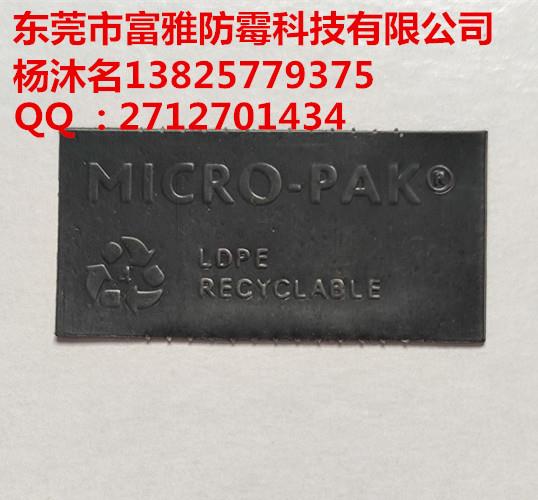 东莞市富雅防霉科技有限公司
杨沐名13825779375
QQ ：2712701434
MICRO-PAK®
4
LDPE
RECYCLABLE